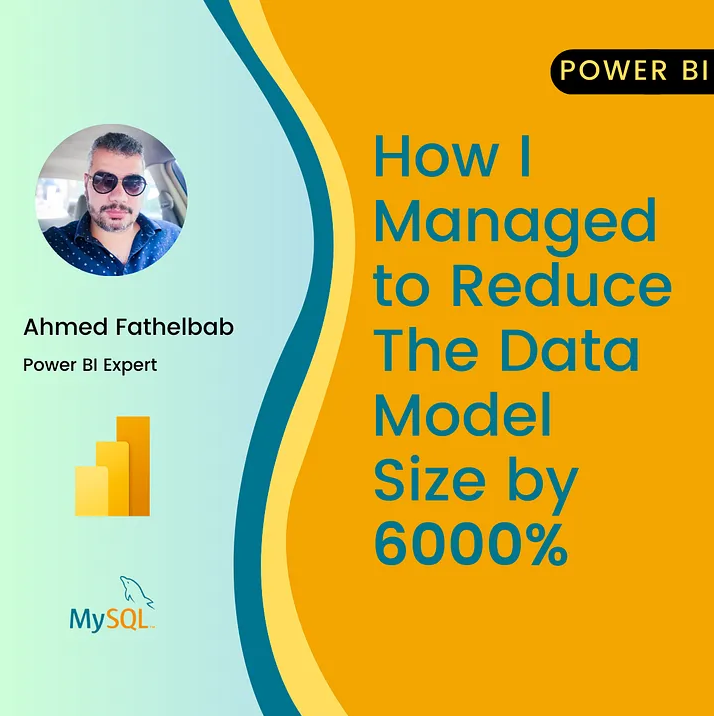 POWER BI
How I
Managed
to Reduce
The Data
Model
Size by
6000%
Ahmed Fathelbab
Power BI Expert
MySQL